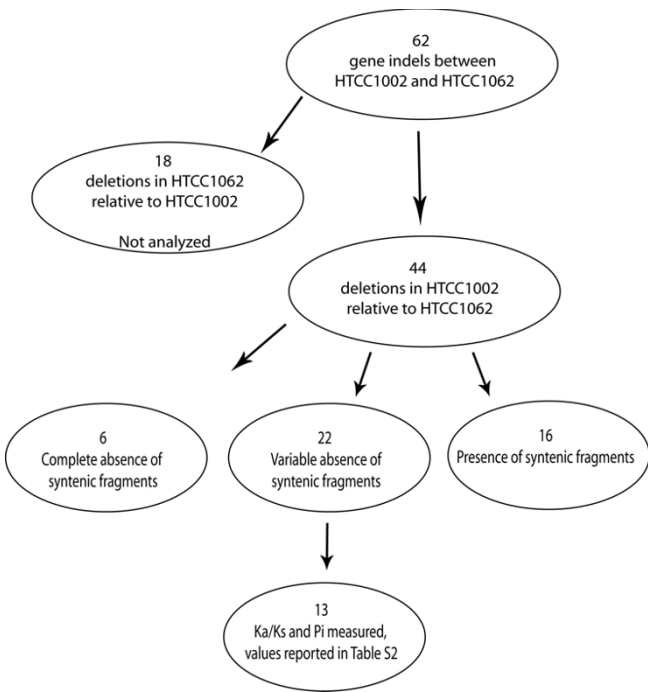 62
gene indels between
HTCC1002 and HTCC1062
18
deletions in HTCC1062
relative to HTCC1002
Not analyzed
44
deletions in HTCC1002
relative to HTCC1062
6
Complete absence of
syntenic fragments
22
Variable absence of
syntenic fragments
16
Presence of syntenic fragments
13
Ka/Ks and Pi measured,
values reported in Table S2